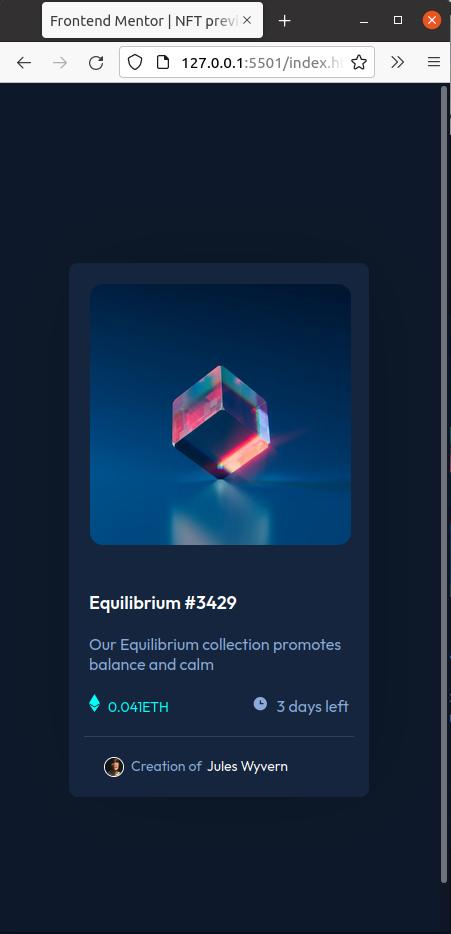 Frontend Mentor | NFT previ
127.0.0.1:5501/index.h
Equilibrium #3429
Our Equilibrium collection promotes
balance and calm
0.041ETH
3 days left
Creation of Jules Wyvern